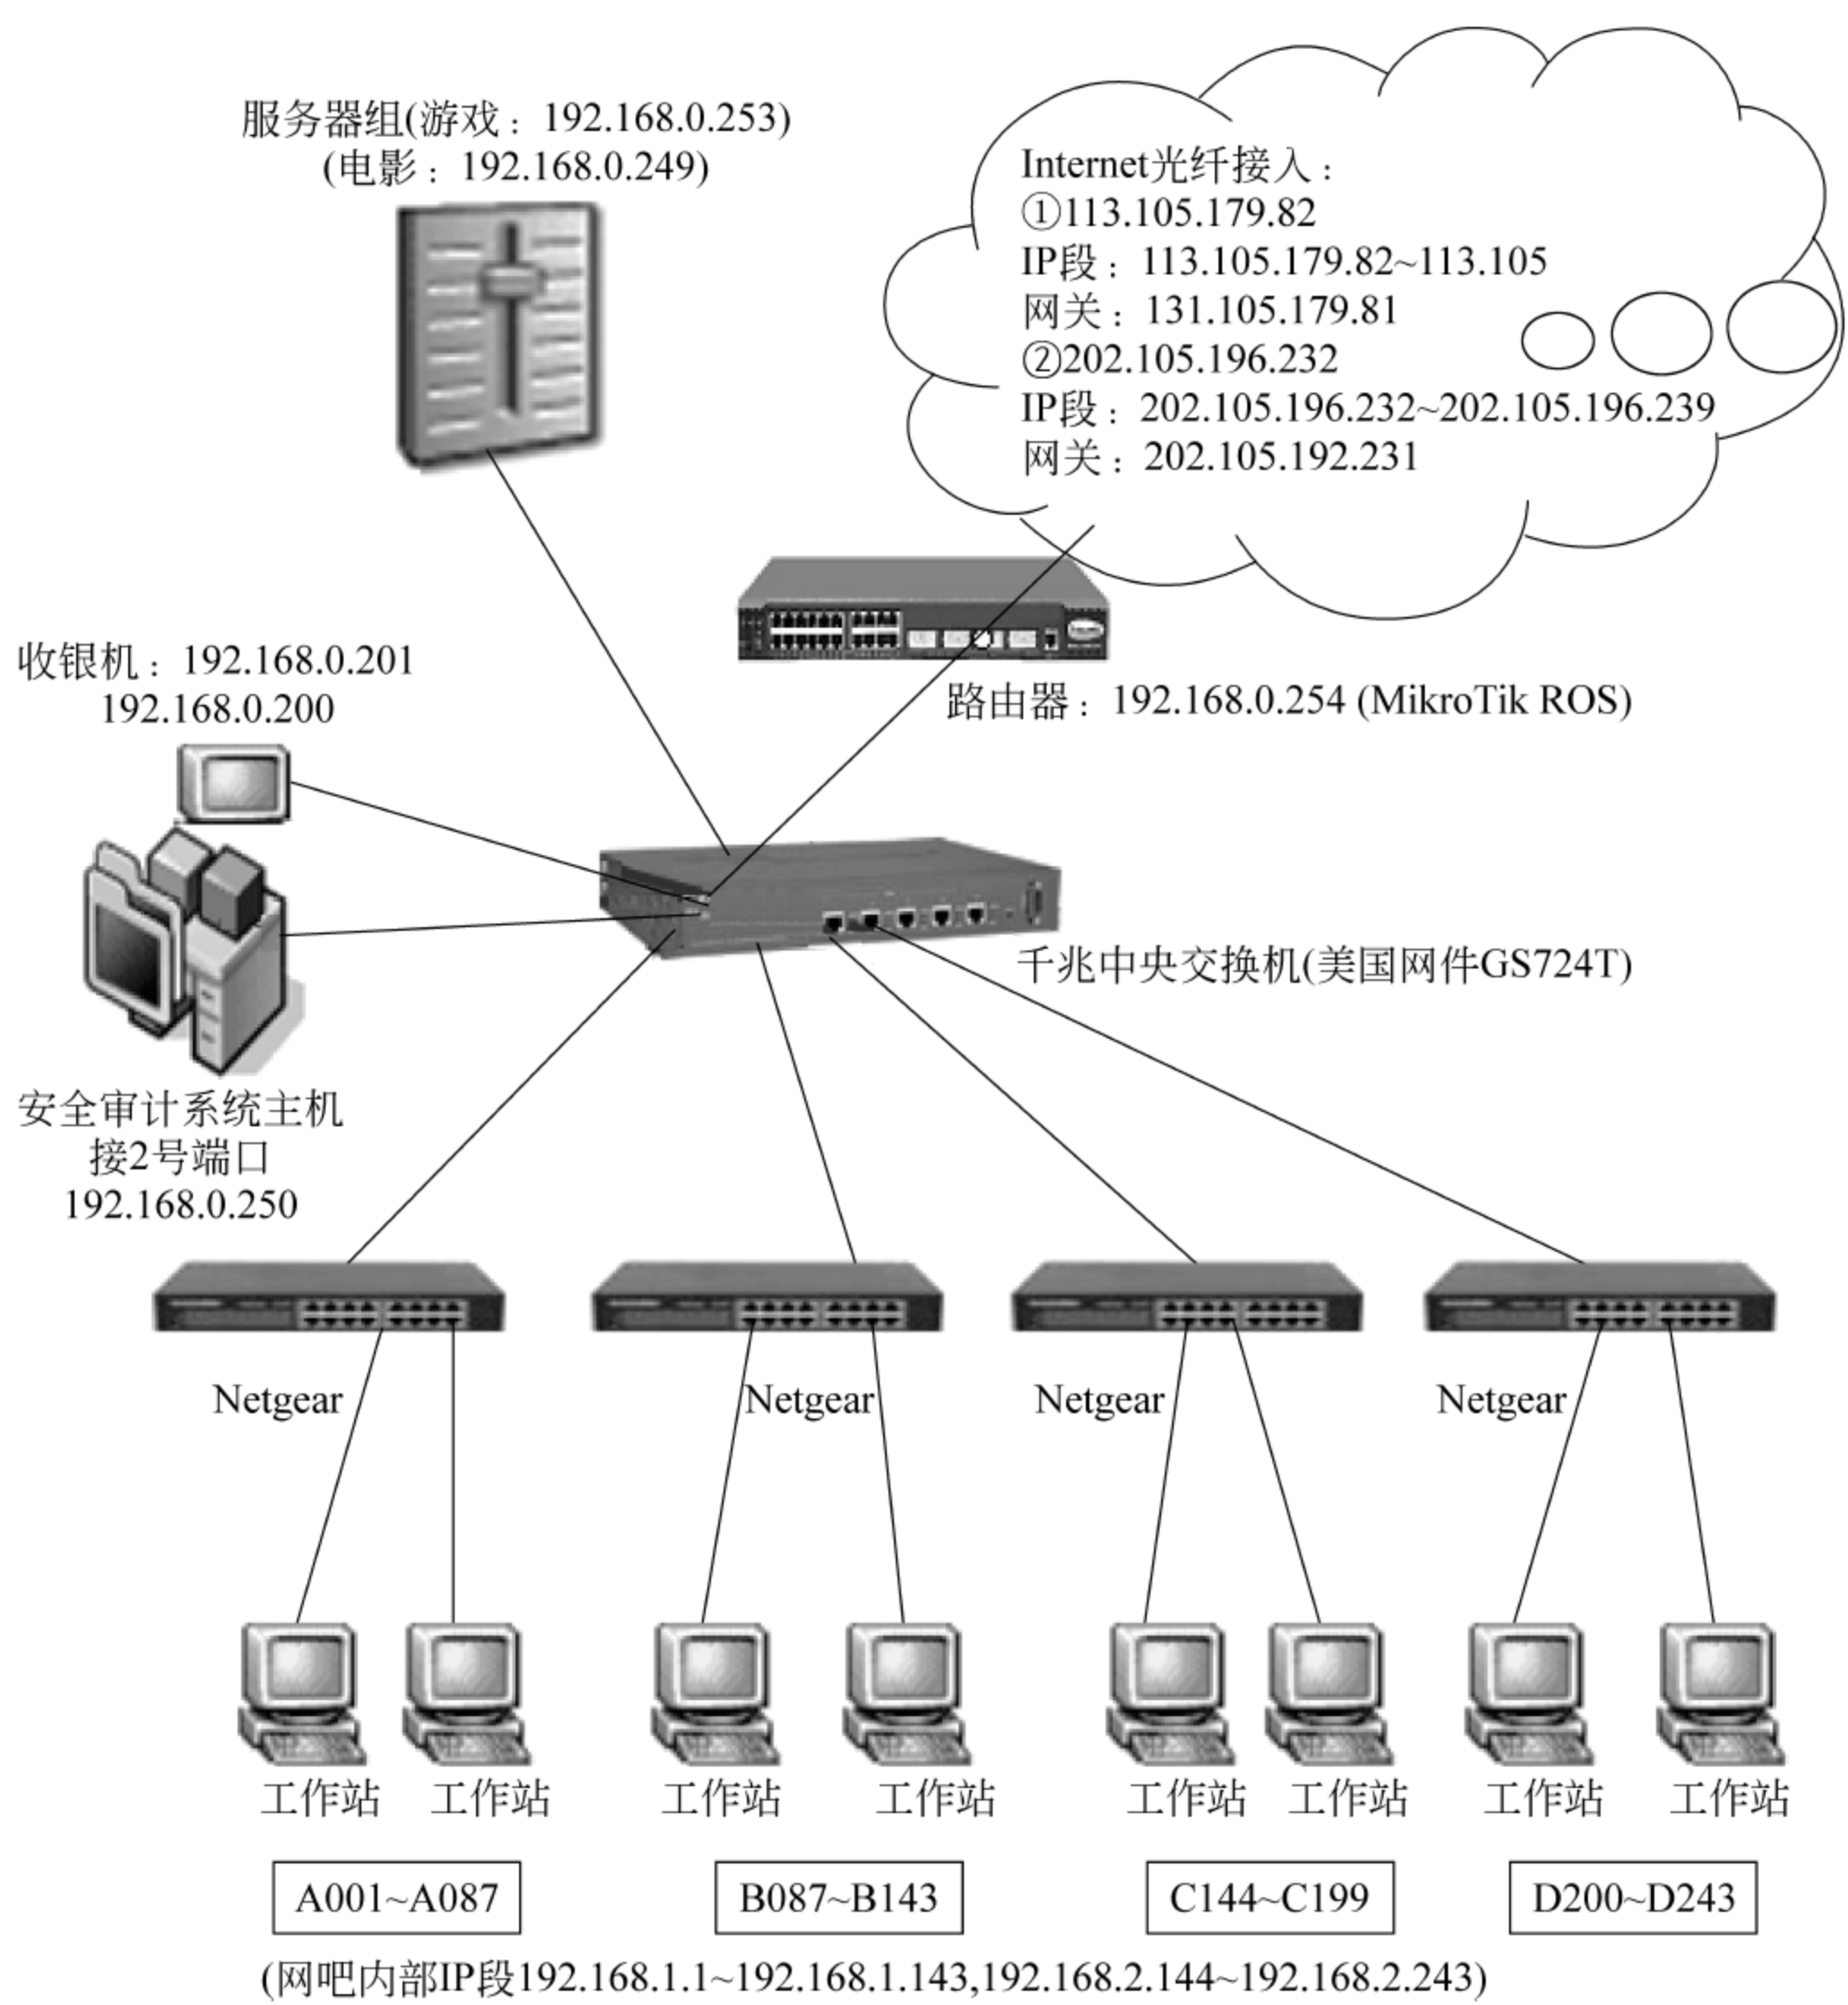 服务器组(游戏：192.168.0.253)
(电影：192.168.0.249)
Internet光纤接入：
①113.105.179.82
IP段：113.105.179.82~113.105
网关：131.105.179.81
②202.105.196.232
IP段：202.105.196.232~202.105.196.239
网关：202.105.192.231
收银机：192.168.0.201
192.168.0.200
路由器：192.168.0.254 (MikroTik ROS)
千兆中央交换机(美国网件GS724T)
安全审计系统主机
接2号端口
192.168.0.250
Netgear
Netgear
Netgear
Netgear
工作站
工作站
工作站
工作站
工作站
工作站
工作站
工作站
A001~A087
B087~B143
C144~C199
D200~D243
(网吧内部IP段192.168.1.1~192.168.1.143,192.168.2.144~192.168.2.243)